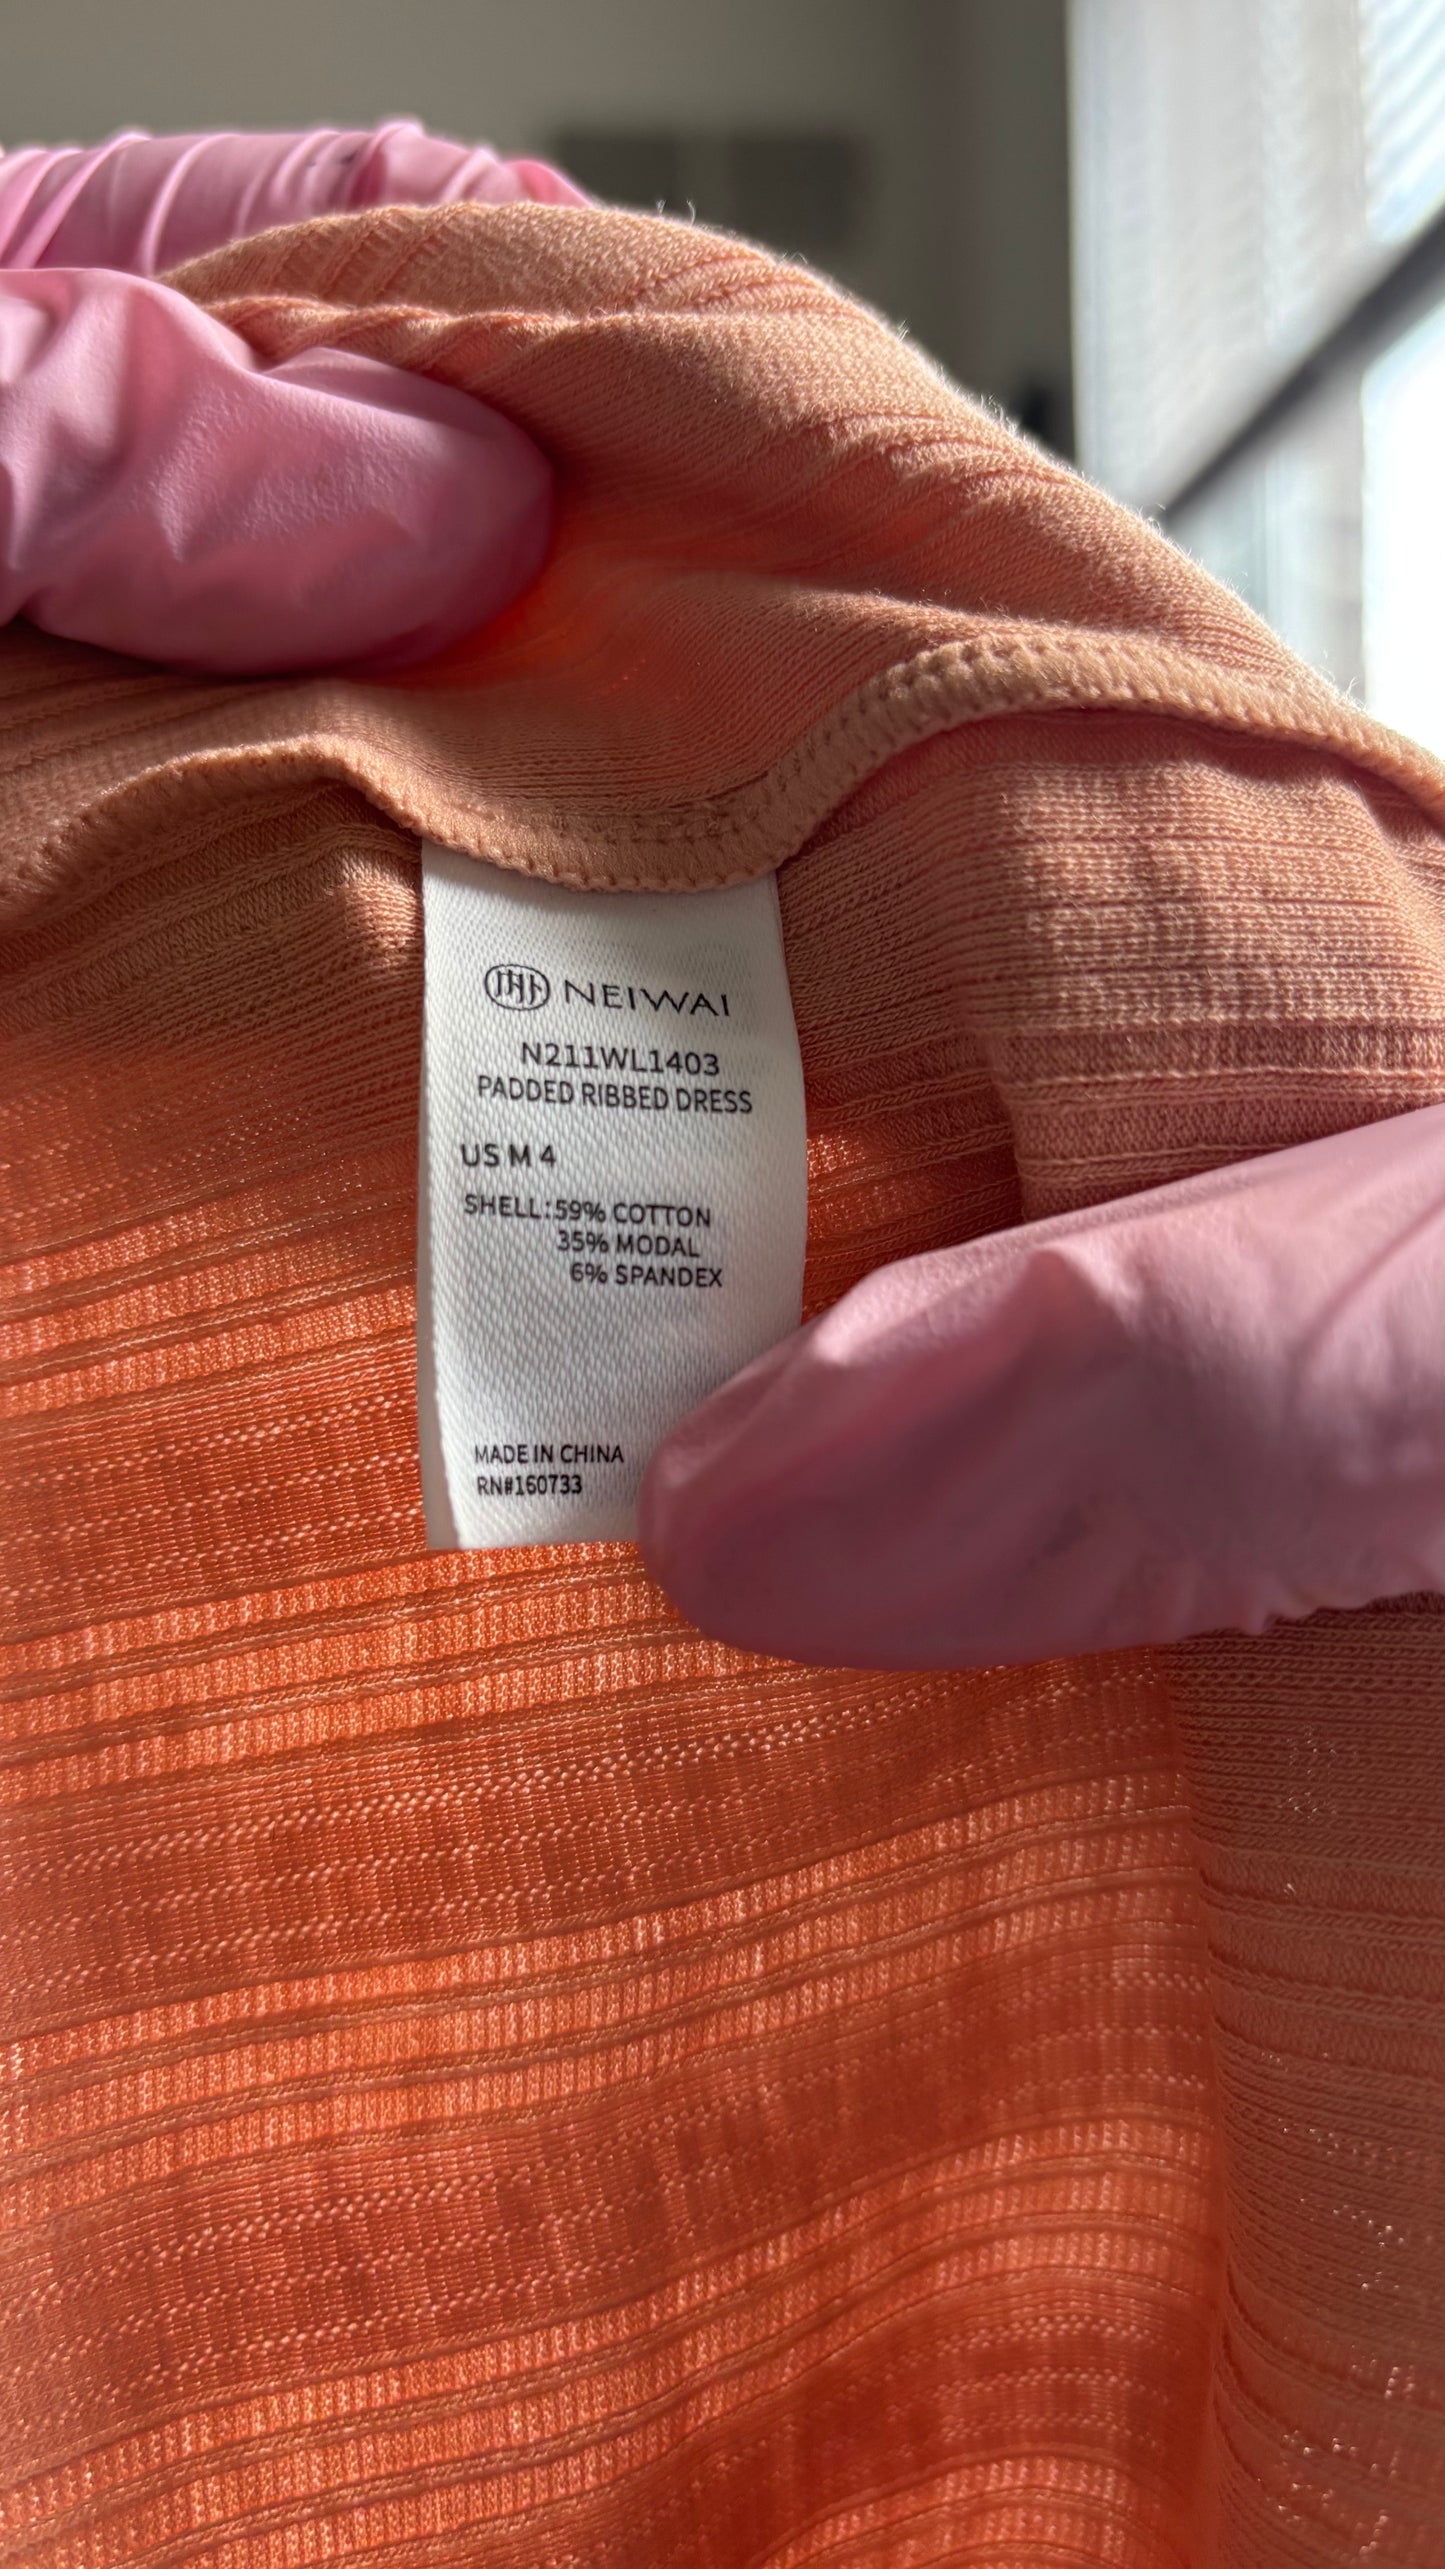 NEIWAI
N211WL1403
PADDED RIBBED DRESS
US M 4
SHELL:59% COTTON
35% MODAL
6% SPANDEX
MADE IN CHINA
RN#160733